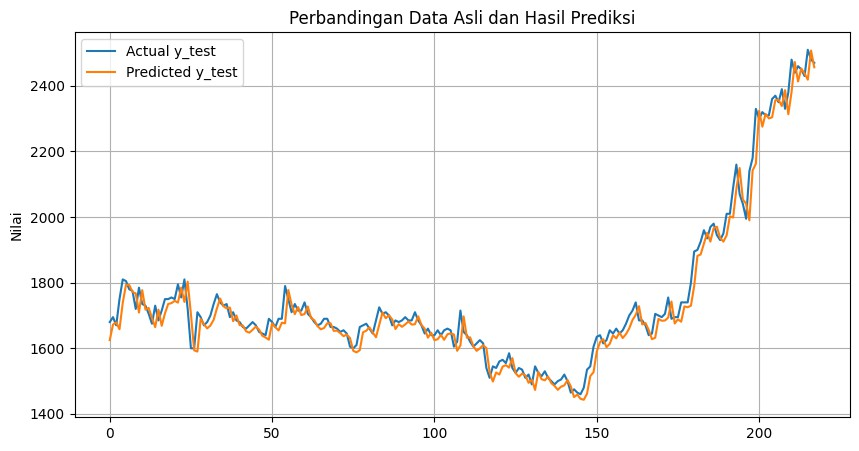 Perbandingan Data Asli dan Hasil Prediksi
Actual y_test
Predicted y_test
Nilai
2400
2200
2000
1800
1600
1400
0 50 100 150 200